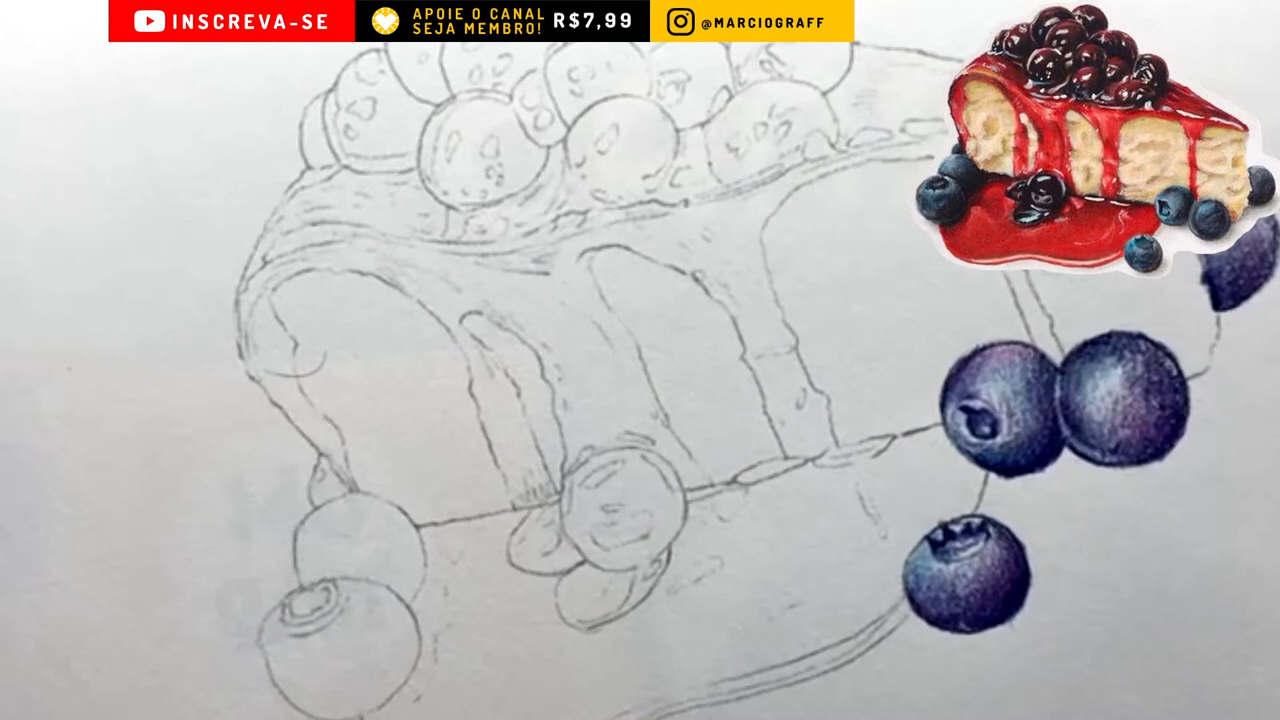 INSCREVA-SE
APOIE O CANAL
SEJA MEMBRO!
R$7,99
@MARCIOGRAFF